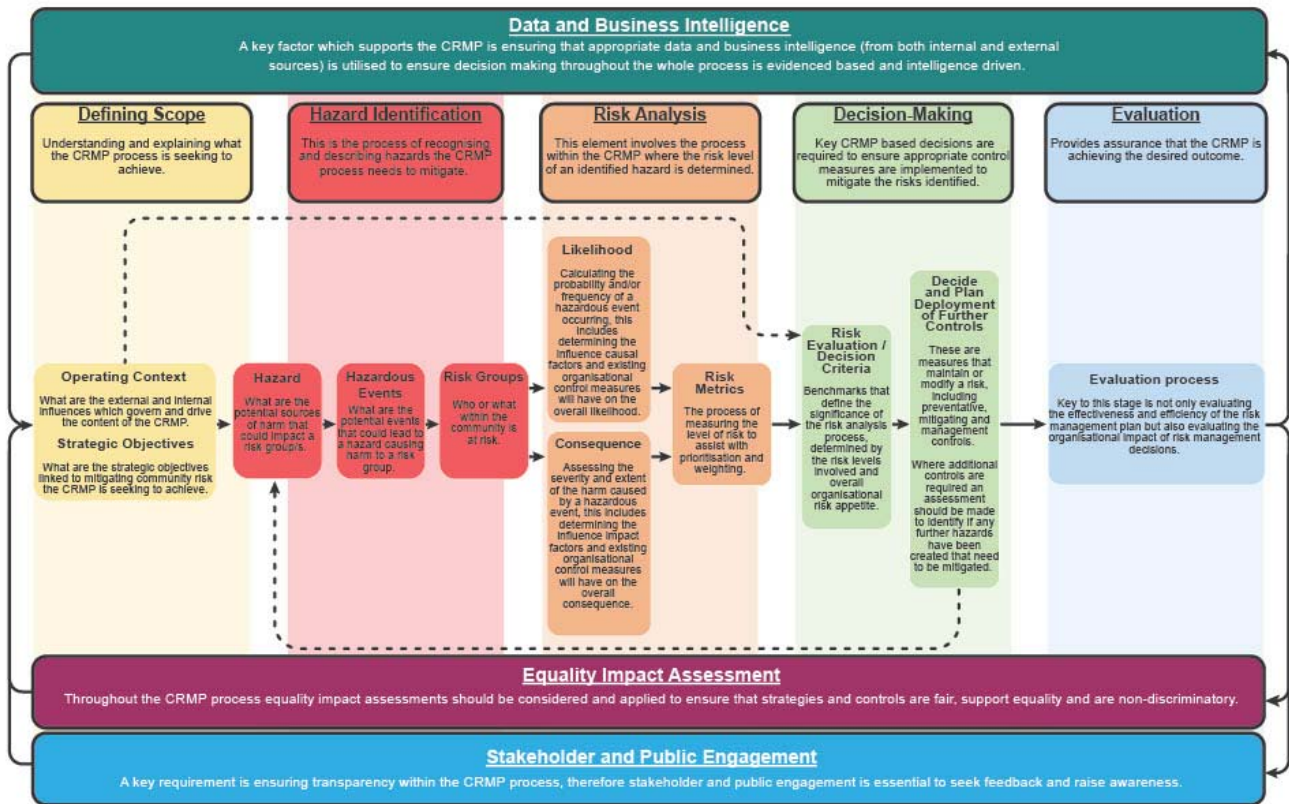 Data and Business Intelligence
A key factor which supports the CRMP is ensuring that appropriate data and business intelligence (from both internal and external
sources) is utilised to ensure decision making throughout the whole process is evidenced based and intelligence driven.
Defining Scope
Understanding and explaining what
the CRMP process is seeking to
achieve.
Hazard Identification
This is the process of recognising
and describing hazards the CRMP
process needs to mitigate.
Risk Analysis
This element involves the process
within the CRMP where the risk level
of an identified hazard is determined.
Decision-Making
Key CRMP based decisions are
required to ensure appropriate control
measures are implemented to
mitigate the risks identified.
Evaluation
Provides assurance that the CRMP is
achieving the desired outcome.
Operating Context
What are the external and internal
influences which govern and drive
the content of the CRMP.
Strategic Objectives
What are the strategic objectives
linked to mitigating community risk
the CRMP is seeking to achieve.
Hazard
What are the
potential sources
of harm that
could impact a
risk group/s.
Hazardous
Events
What are the
potential events
that could lead to
a hazard causing
harm to a risk
group.
Risk Groups
Who or what
within the
community is
at risk.
Likelihood
Calculating the
probability and/or
frequency of a
hazardous event
occurring, this
includes
determining the
influence causal
factors and existing
organisational
control measures
will have on the
overall likelihood.
Consequence
Assessing the
severity and extent
of the harm caused
by a hazardous
event, this includes
determining the
influence impact
factors and existing
organisational
control measures
will have on the
overall
consequence.
Risk
Metrics
The process of
measuring the
level of risk to
assist with
prioritisation and
weighting.
Risk
Evaluation /
Decision
Criteria
Benchmarks that
define the
significance of
the risk analysis
process,
determined by
the risk levels
involved and
overall
organisational
risk appetite.
Decide
and Plan
Deployment
of Further
Controls
These are
measures that
maintain or
modify a risk,
including
preventative,
mitigating and
management
controls.
Where additional
controls are
required an
assessment
should be made
to identify if any
further hazards
have been
created that need
to be mitigated.
Evaluation process
Key to this stage is not only evaluating
the effectiveness and efficiency of the risk
management plan but also evaluating the
organisational impact of risk management
decisions.
Equality Impact Assessment
Throughout the CRMP process equality impact assessments should be considered and applied to ensure that strategies and controls are fair, support equality and are non-discriminatory.
Stakeholder and Public Engagement
A key requirement is ensuring transparency within the CRMP process, therefore stakeholder and public engagement is essential to seek feedback and raise awareness.